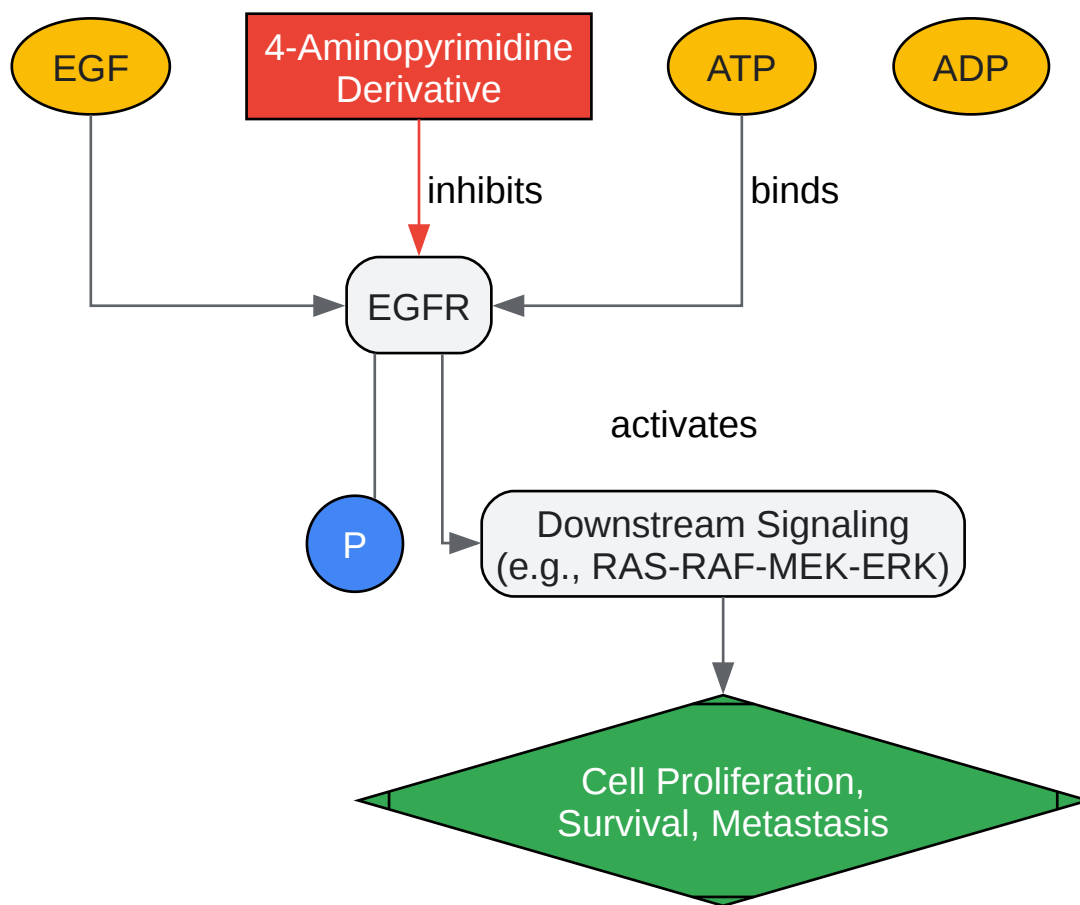 EGF
4-Aminopyrimidine
Derivative
ATP
ADP
inhibits
binds
EGFR
activates
P
Downstream Signaling
(e.g., RAS-RAF-MEK-ERK)
Cell Proliferation,
Survival, Metastasis